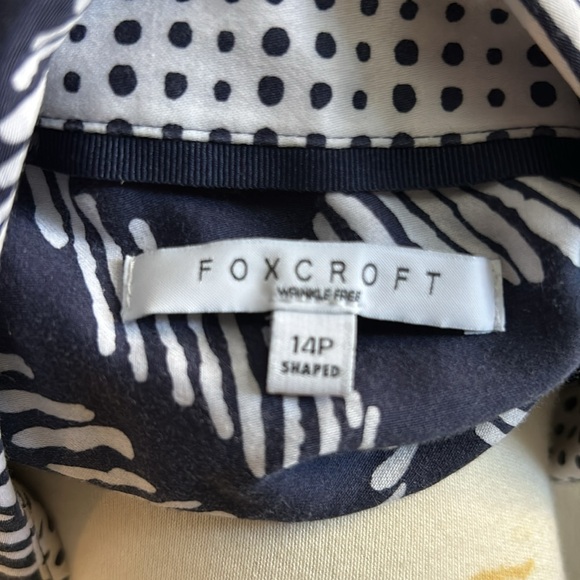 FOXCROFT
WRINKLE FREE
14P
SHAPED